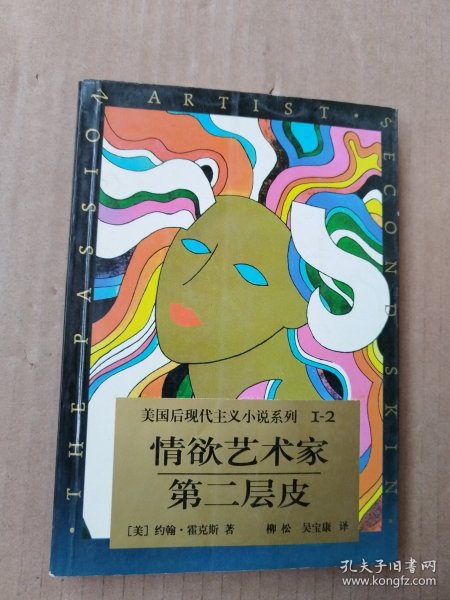 THE PASSION ARTIST · SECOND SKIN ·
美国后现代主义小说系列 I-2
情欲艺术家
第二层皮
[美] 约翰·霍克斯 著 柳松 吴宝康 译
孔夫子旧书网
www.kongfz.com